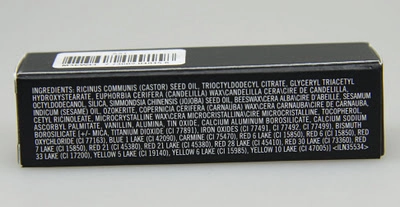 INGREDIENTS: RICINUS COMMUNIS (CASTOR) SEED OIL, TRIOCTYLDODECYL CITRATE, GLYCERYL TRIACETYL
HYDROXYSTEARATE, EUPHORBIA CERIFERA (CANDELILLA) WAX\CANDELILLA CERA\CIRE DE CANDELILLA,
OCTYLDODECANOL, SILICA, SIMMONDSIA CHINENSIS (JOJOBA) SEED OIL, BEESWAX\CERA ALBA\CIRE D'ABEILLE, SESAMUM
INDICUM (SESAME) SEED OIL, OZOKERITE, COPERNICIA CERIFERA (CARNAUBA) WAX\CERA CARNAUBA\CIRE DE CARNAUBA,
CETYL RICINOLEATE, MICROCRYSTALLINE WAX\CERA MICROCRISTALLINA\CIRE MICROCRISTALLINE, TOCOPHEROL,
ASCORBYL PALMITATE, VANILLIN, ALUMINA, TIN OXIDE, CALCIUM ALUMINUM BOROSILICATE, CALCIUM SODIUM
BOROSILICATE [+/- MICA, TITANIUM DIOXIDE (CI 77891), IRON OXIDES (CI 77491, CI 77492, CI 77499), BISMUTH
OXYCHLORIDE (CI 77163), BLUE 1 LAKE (CI 42090), CARMINE (CI 75470), RED 6 LAKE (CI 15850), RED 6 (CI 15850), RED
7 LAKE (CI 15850), RED 21 (CI 45380), RED 21 LAKE (CI 45380), RED 28 LAKE (CI 45410), RED 30 LAKE (CI 73360), RED
33 LAKE (CI 17200), YELLOW 5 LAKE (CI 19140), YELLOW 6 LAKE (CI 15985), YELLOW 10 LAKE (CI 47005)] <ILN35534>